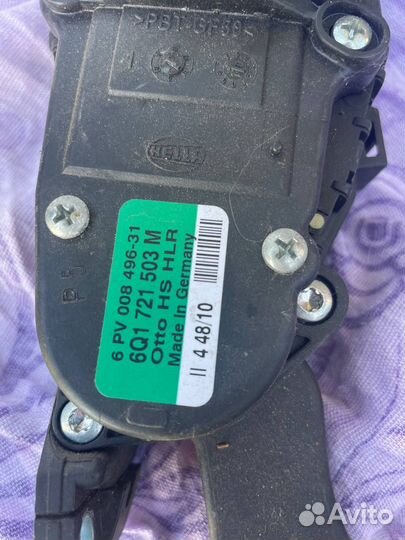 >PBT-GF30<
HELLA
P5
6 PV 008 496-31
6Q1 721 503 M
Otto HS HLR
Made in Germany
II 4 48/10
Avito